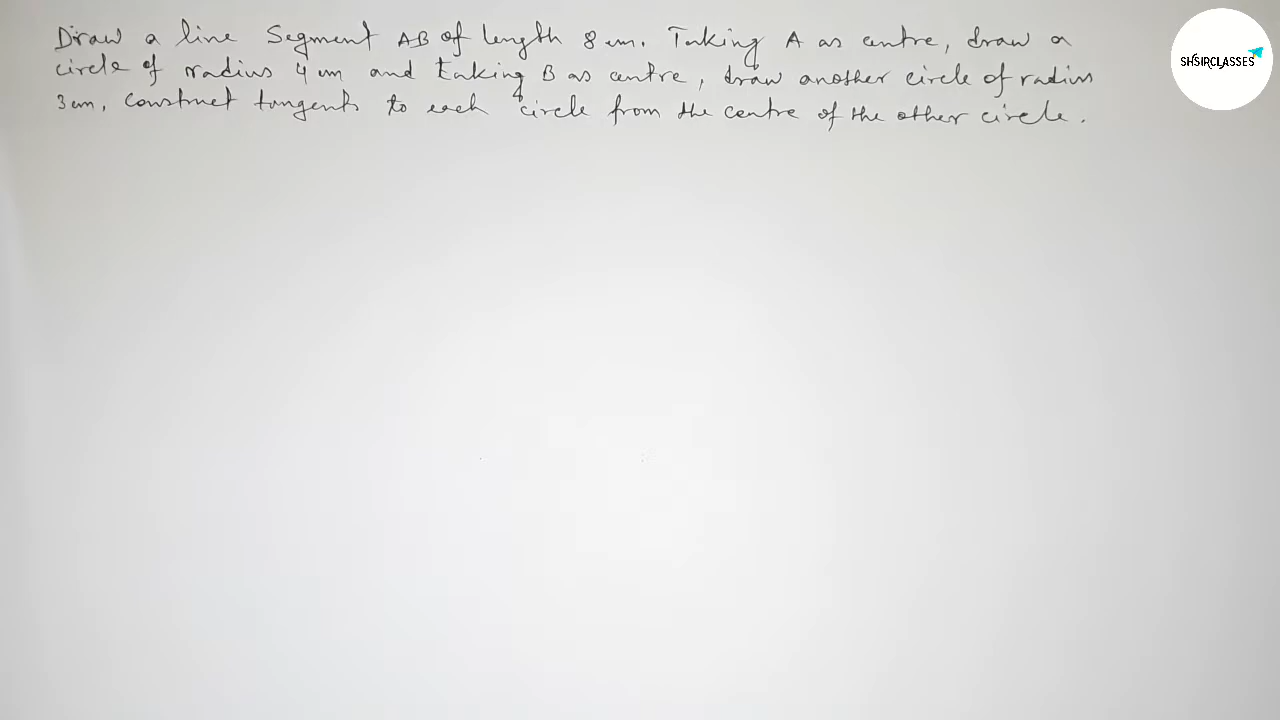 Draw a line Segment AB of length 8 cm. Taking A as centre, draw a
circle of radius 4 cm and taking B as centre, draw another circle of radius
3 cm, Construct tangents to each circle from the centre of the other circle.
SHSIRCLASSES